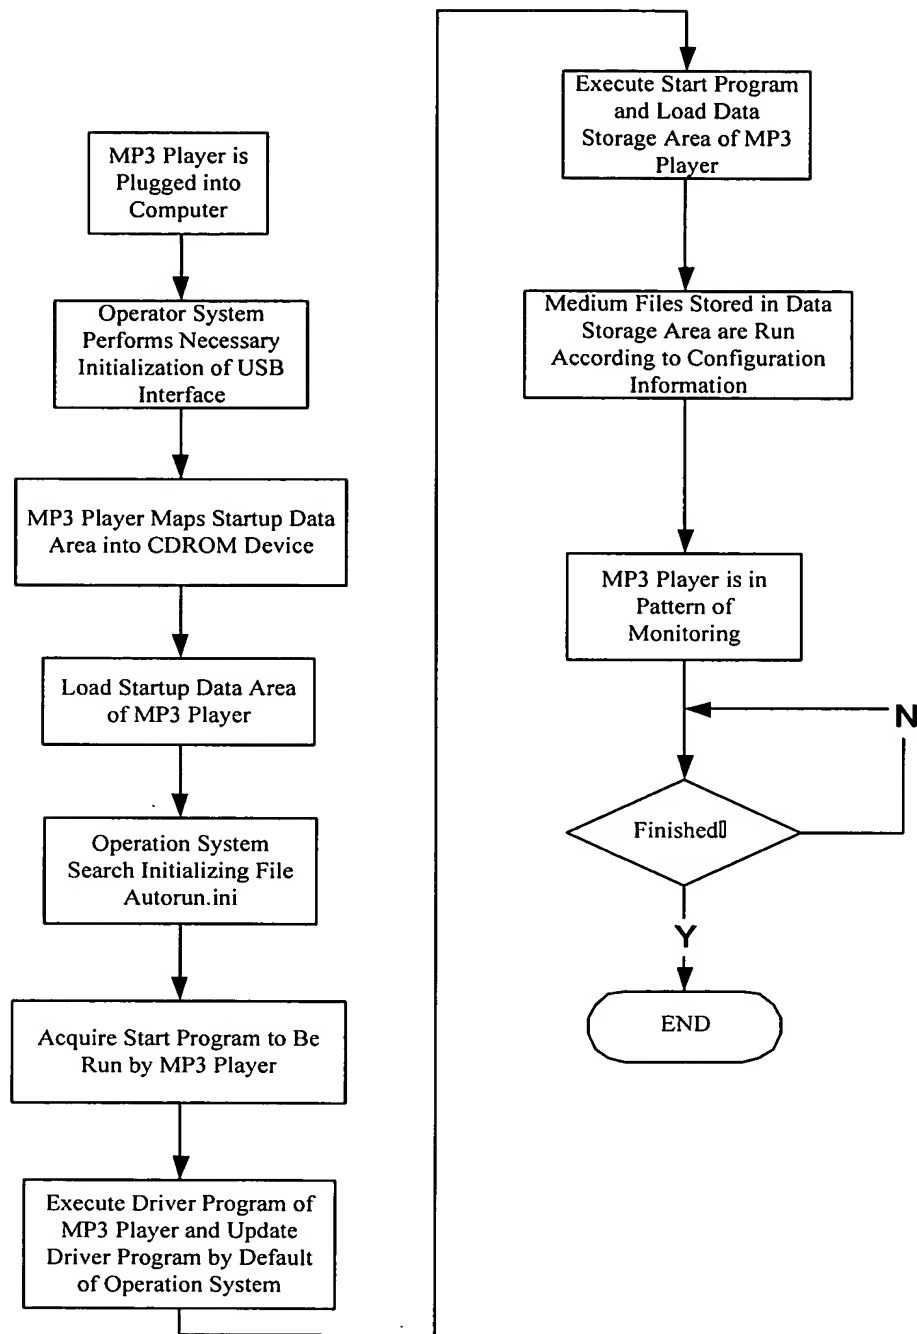 MP3 Player is
Plugged into
Computer
Operator System
Performs Necessary
Initialization of USB
Interface
MP3 Player Maps Startup Data
Area into CDROM Device
Load Startup Data Area
of MP3 Player
Operation System
Search Initializing File
Autorun.ini
Acquire Start Program to Be
Run by MP3 Player
Execute Driver Program of
MP3 Player and Update
Driver Program by Default
of Operation System
Execute Start Program
and Load Data
Storage Area of MP3
Player
Medium Files Stored in Data
Storage Area are Run
According to Configuration
Information
MP3 Player is in
Pattern of
Monitoring
N
Finished▯
Y
END